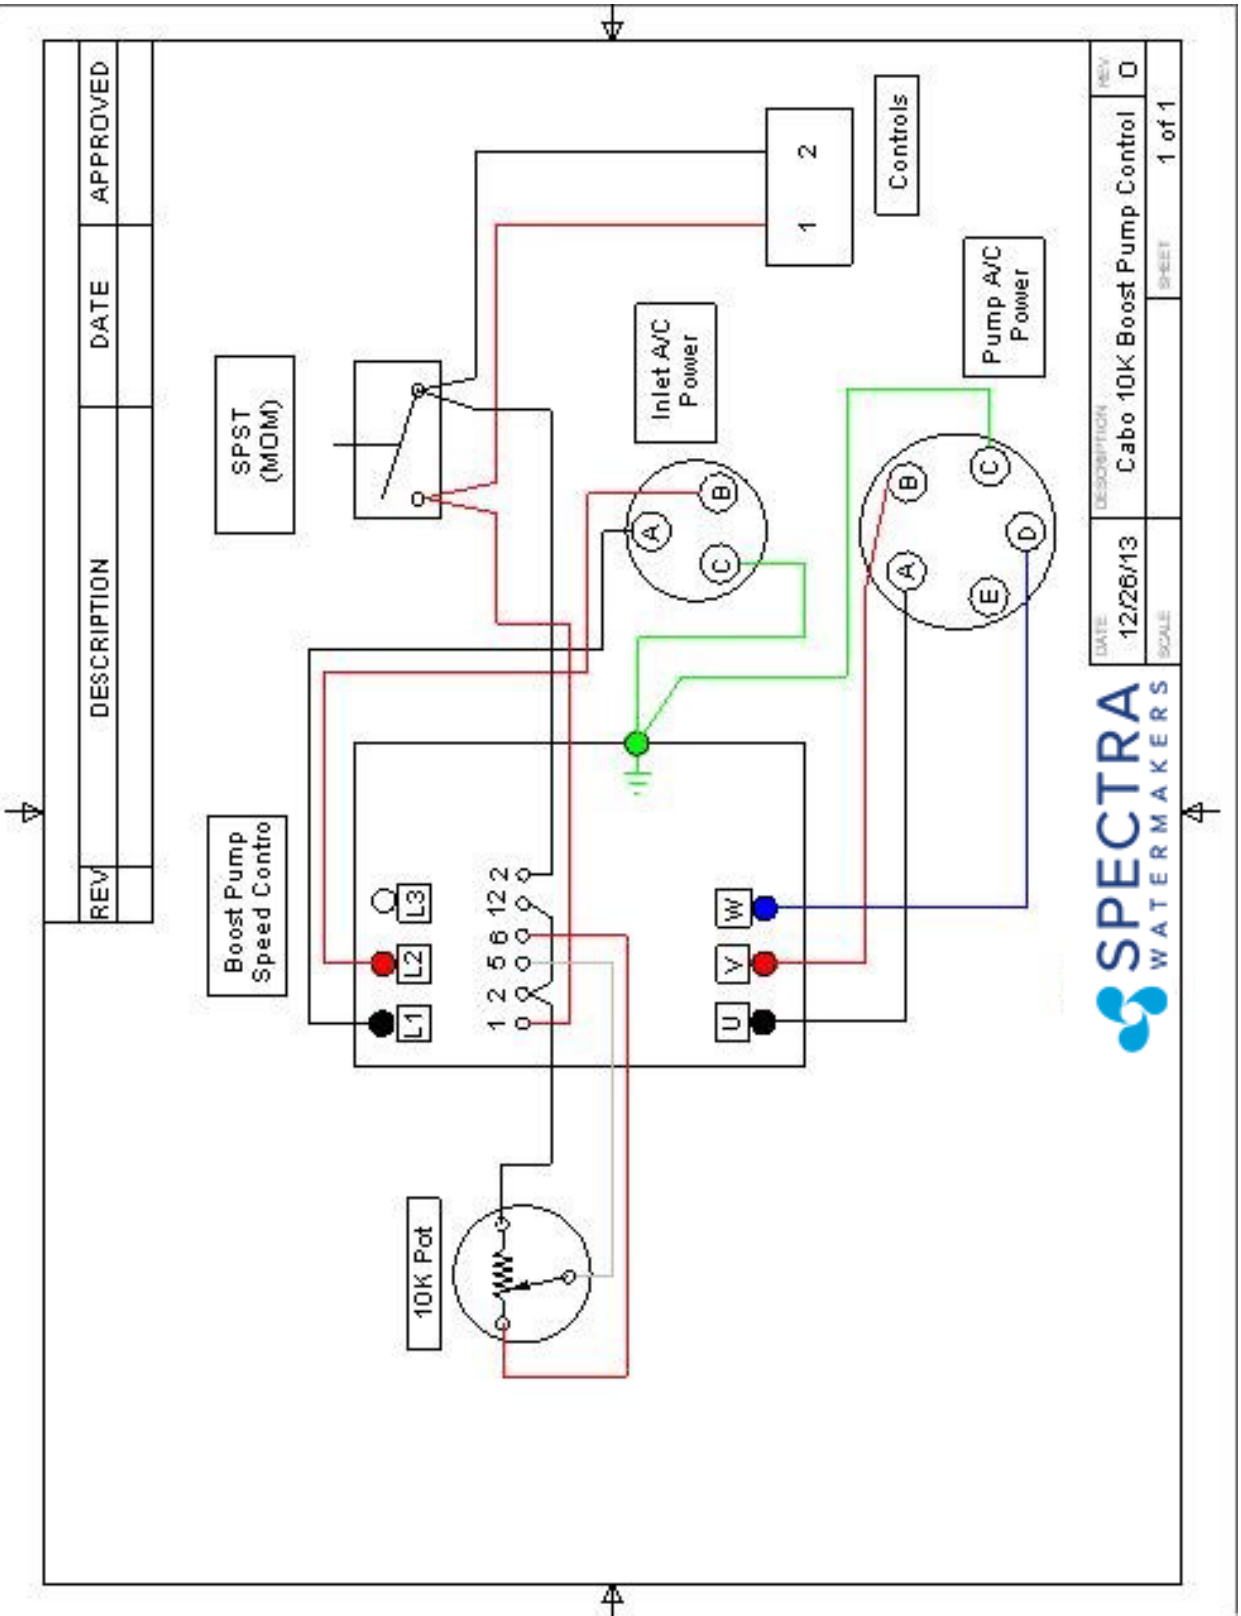 REV
DESCRIPTION
DATE
APPROVED
SPST
(MOM)
Boost Pump
Speed Contro
10K Pot
L1
L2
L3
1
2
5
6
12
2
U
V
W
Inlet A/C
Power
A
B
C
Controls
1
2
Pump A/C
Power
A
B
C
D
E
SPECTRA
WATERMAKERS
DATE
12/26/13
DESCRIPTION
Cabo 10K Boost Pump Control
REV
0
SCALE
SHEET
1 of 1